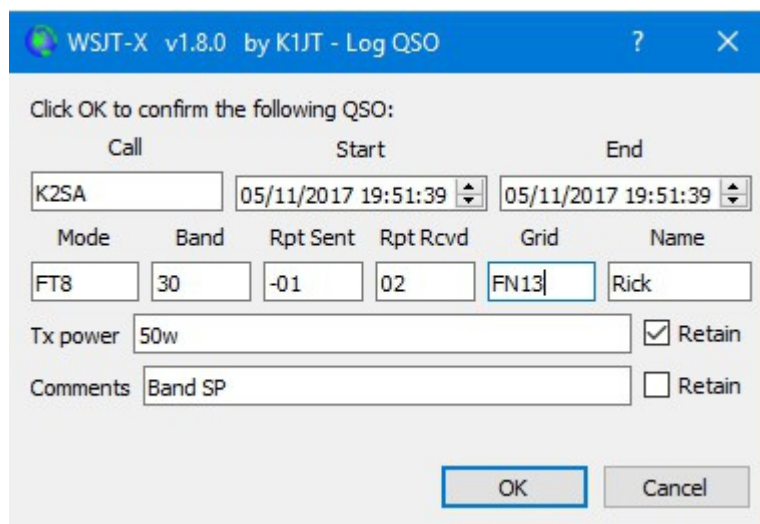 WSJT-X v1.8.0 by K1JT - Log QSO ? ×
Click OK to confirm the following QSO:
Call Start End
K2SA 05/11/2017 19:51:39 05/11/2017 19:51:39
Mode Band Rpt Sent Rpt Rcvd Grid Name
FT8 30 -01 02 FN13 Rick
Tx power 50w Retain
Comments Band SP Retain
OK Cancel